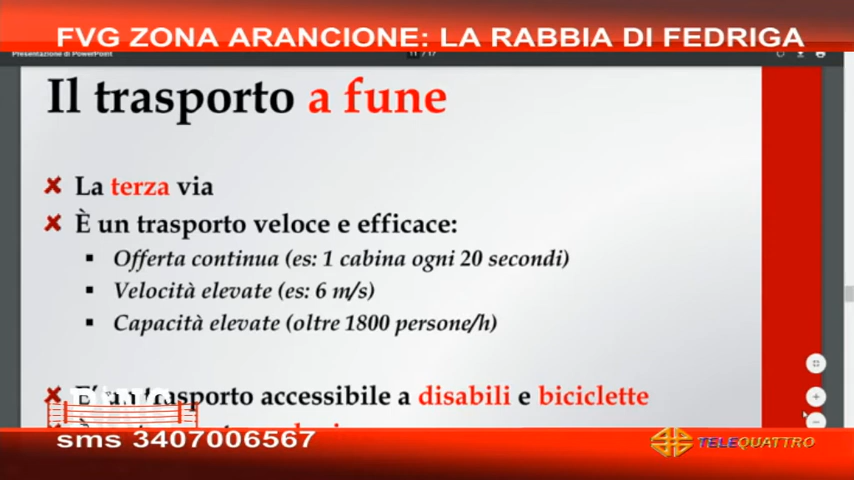 FVG ZONA ARANCIONE: LA RABBIA DI FEDRIGA
Presentazione di PowerPoint
Il trasporto a fune
La terza via
È un trasporto veloce e efficace:
Offerta continua (es: 1 cabina ogni 20 secondi)
Velocità elevate (es: 6 m/s)
Capacità elevate (oltre 1800 persone/h)
E' un trasporto accessibile a disabili e biciclette
sms 3407006567
TELEQUATTRO